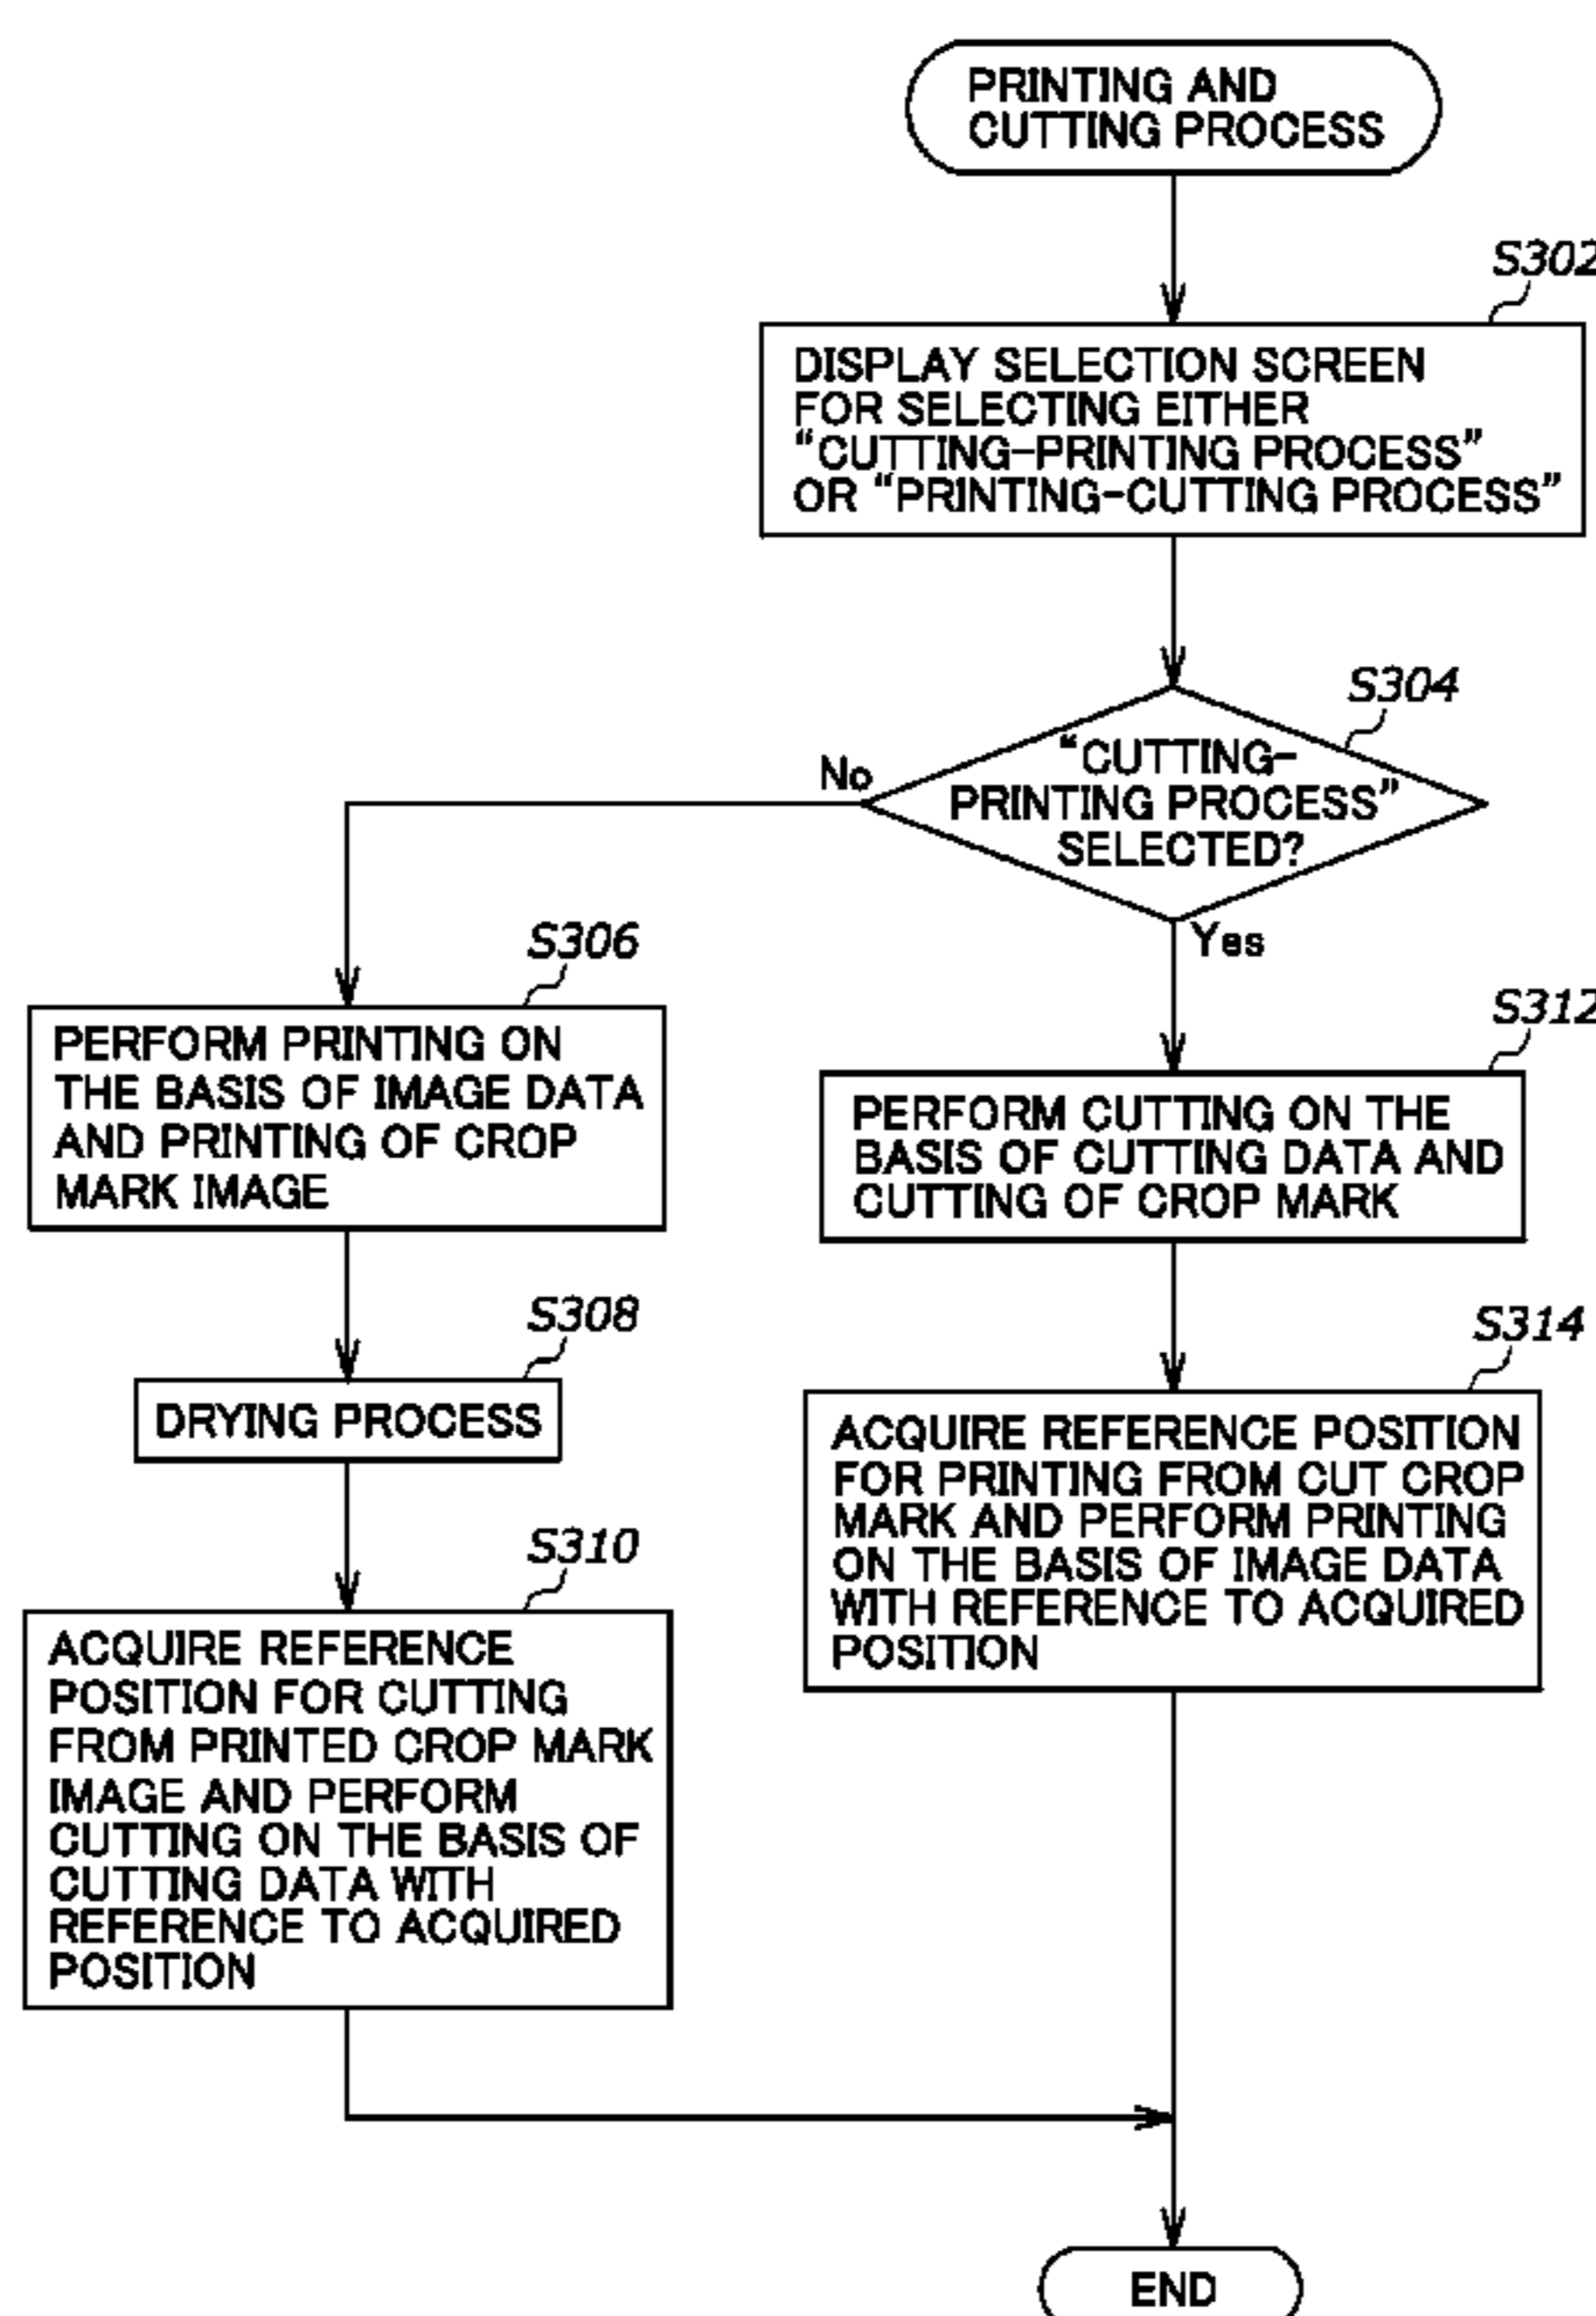 PRINTING AND
CUTTING PROCESS
S302
DISPLAY SELECTION SCREEN
FOR SELECTING EITHER
“CUTTING-PRINTING PROCESS”
OR “PRINTING-CUTTING PROCESS”
S304
“CUTTING-
PRINTING PROCESS”
SELECTED?
No
Yes
S306
PERFORM PRINTING ON
THE BASIS OF IMAGE DATA
AND PRINTING OF CROP
MARK IMAGE
S308
DRYING PROCESS
S310
ACQUIRE REFERENCE
POSITION FOR CUTTING
FROM PRINTED CROP MARK
IMAGE AND PERFORM
CUTTING ON THE BASIS OF
CUTTING DATA WITH
REFERENCE TO ACQUIRED
POSITION
S312
PERFORM CUTTING ON THE
BASIS OF CUTTING DATA AND
CUTTING OF CROP MARK
S314
ACQUIRE REFERENCE POSITION
FOR PRINTING FROM CUT CROP
MARK AND PERFORM PRINTING
ON THE BASIS OF IMAGE DATA
WITH REFERENCE TO ACQUIRED
POSITION
END